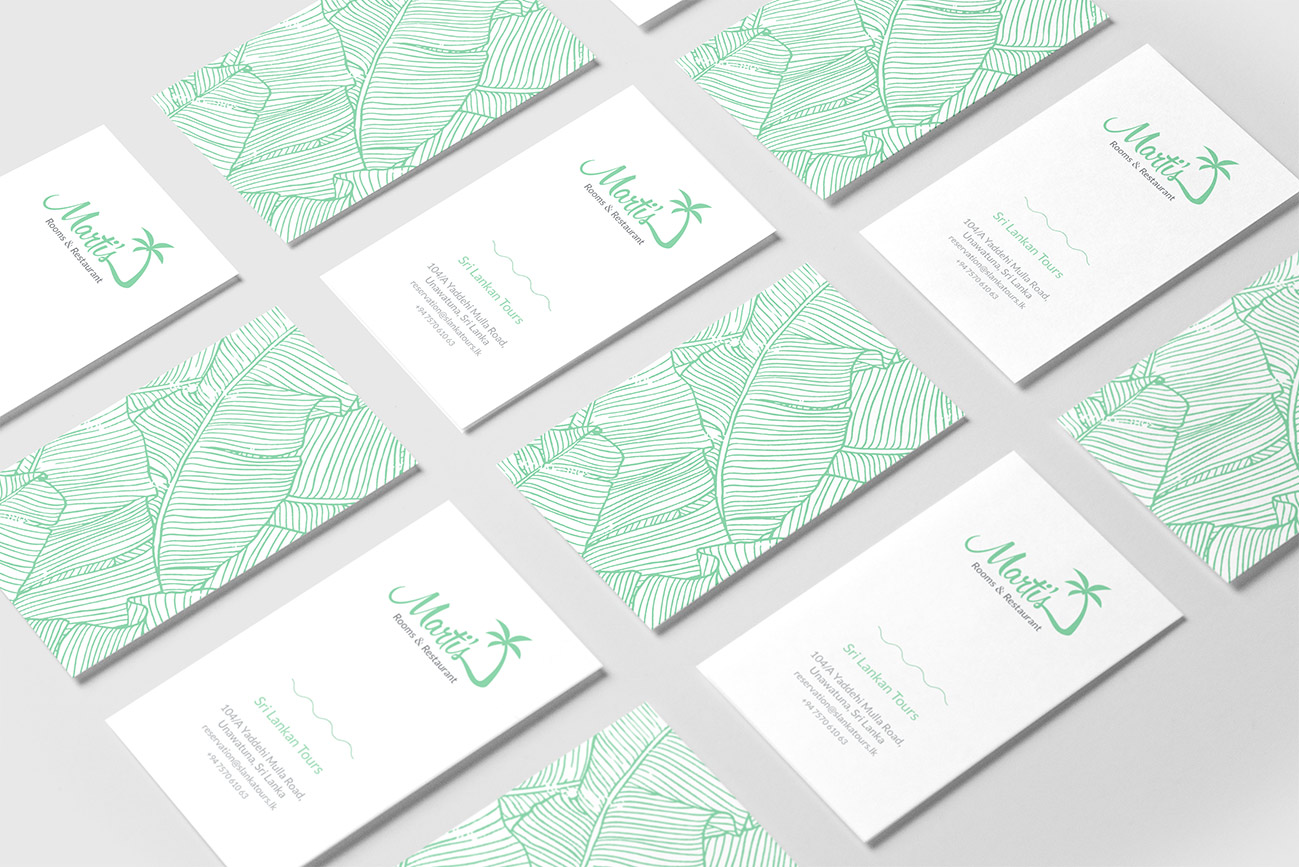 Marti's
Rooms & Restaurant
Marti's
Rooms & Restaurant
Sri Lankan Tours
104/A Yaddehi Mulla Road,
Unawatuna, Sri Lanka
reservation@slankatours.lk
+94 7570 610 63
Marti's
Rooms & Restaurant
Sri Lankan Tours
104/A Yaddehi Mulla Road,
Unawatuna, Sri Lanka
reservation@slankatours.lk
+94 7570 610 63
Marti's
Rooms & Restaurant
Sri Lankan Tours
104/A Yaddehi Mulla Road,
Unawatuna, Sri Lanka
reservation@slankatours.lk
+94 7570 610 63
Marti's
Rooms & Restaurant
Sri Lankan Tours
104/A Yaddehi Mulla Road,
Unawatuna, Sri Lanka
reservation@slankatours.lk
+94 7570 610 63